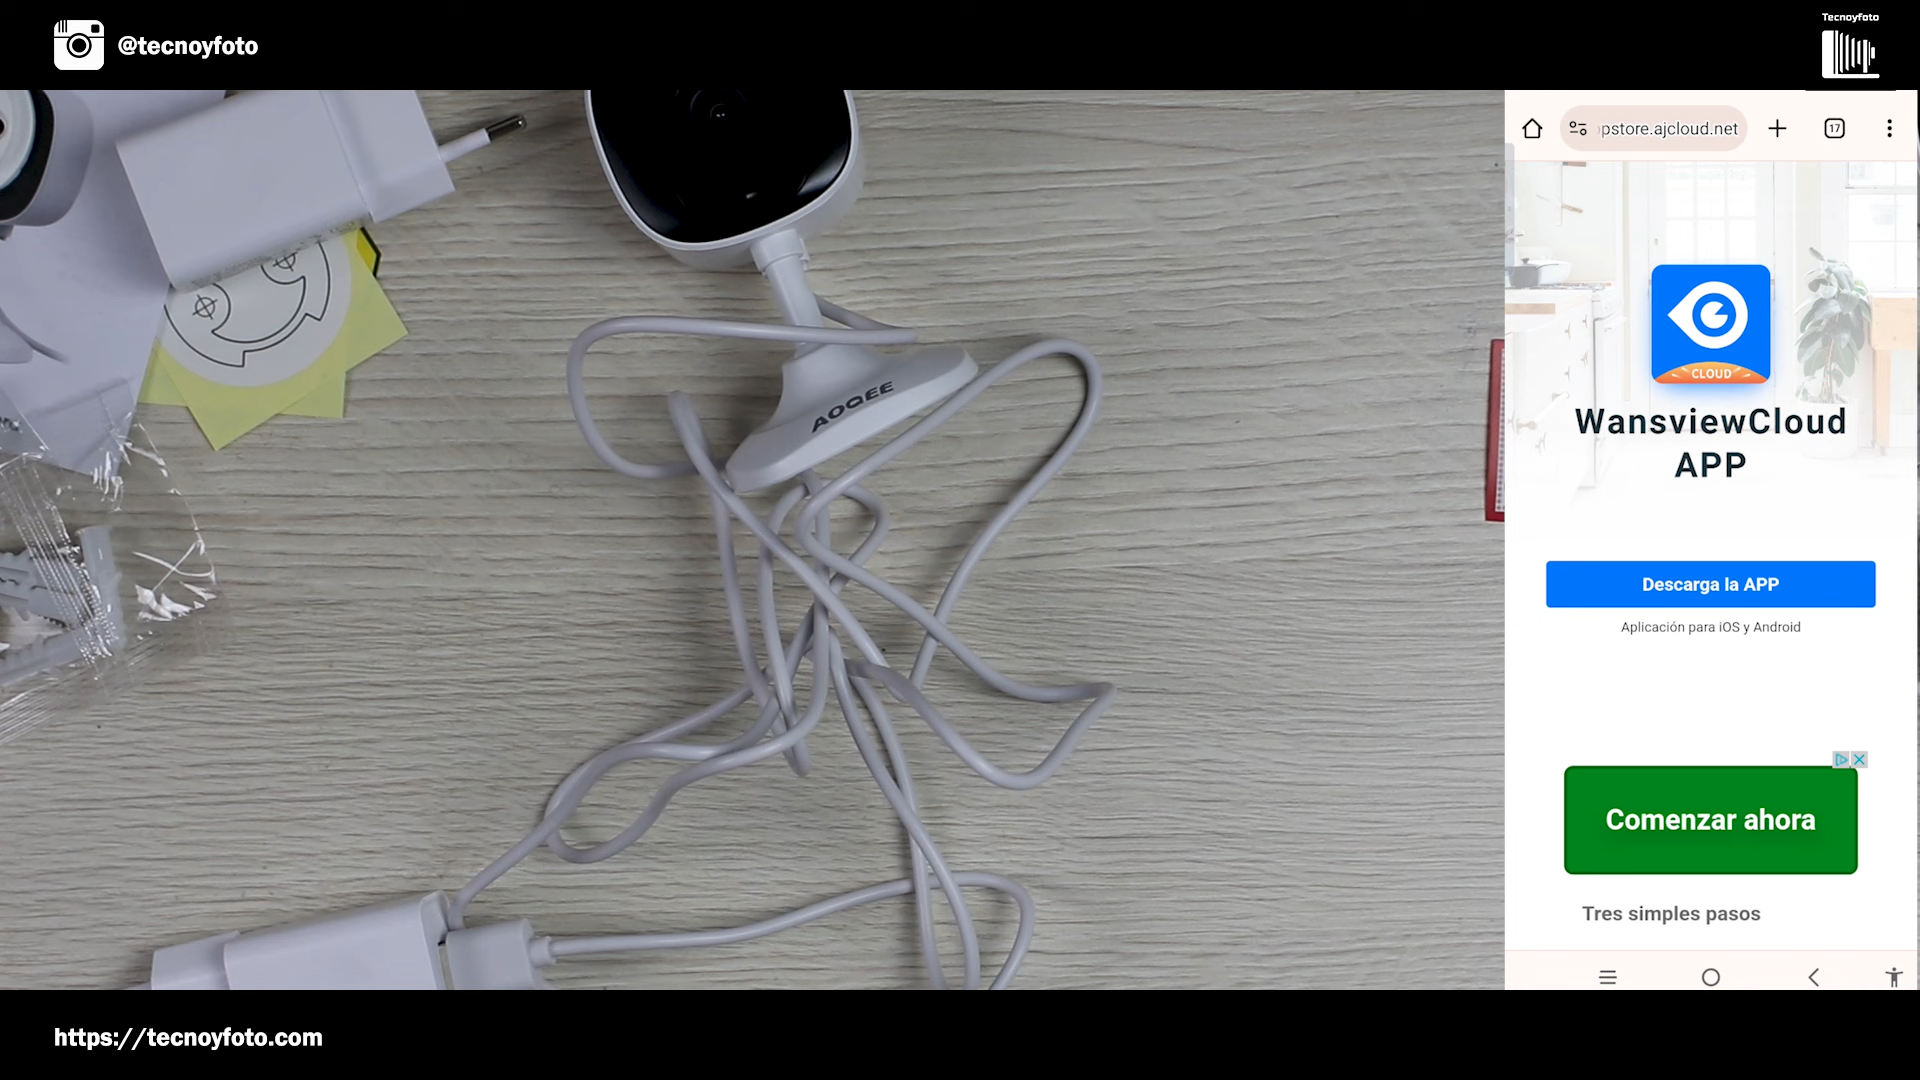 @tecnoyfoto
Tecnoyfoto
pstore.ajcloud.net
17
CLOUD
WansviewCloud
APP
AOQEE
Descarga la APP
Aplicación para iOS y Android
Comenzar ahora
Tres simples pasos
https://tecnoyfoto.com